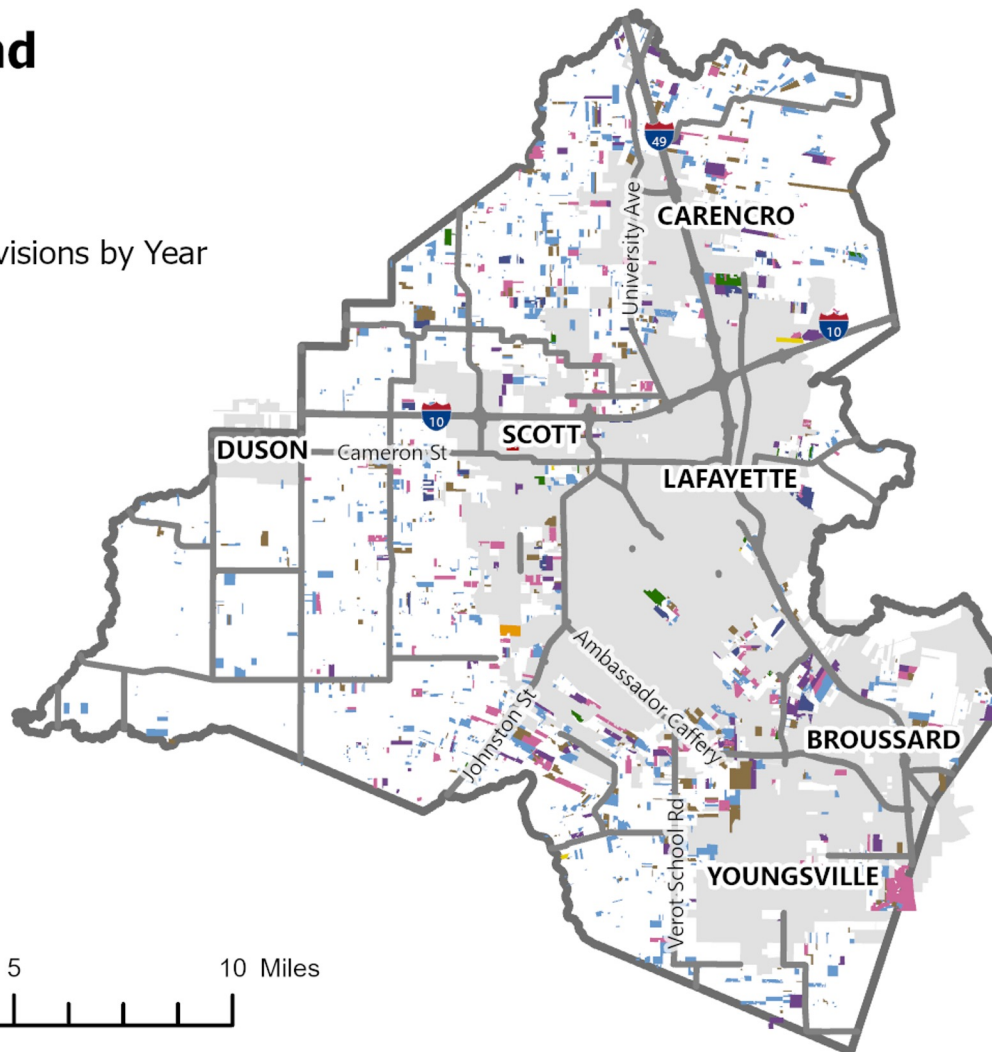 nd
visions by Year
49
University Ave
CARENCRO
10
10
SCOTT
DUSON
Cameron St
LAFAYETTE
Ambassador Caffery
Johnston St
BROUSSARD
Verot School Rd
YOUNGSVILLE
5
10 Miles